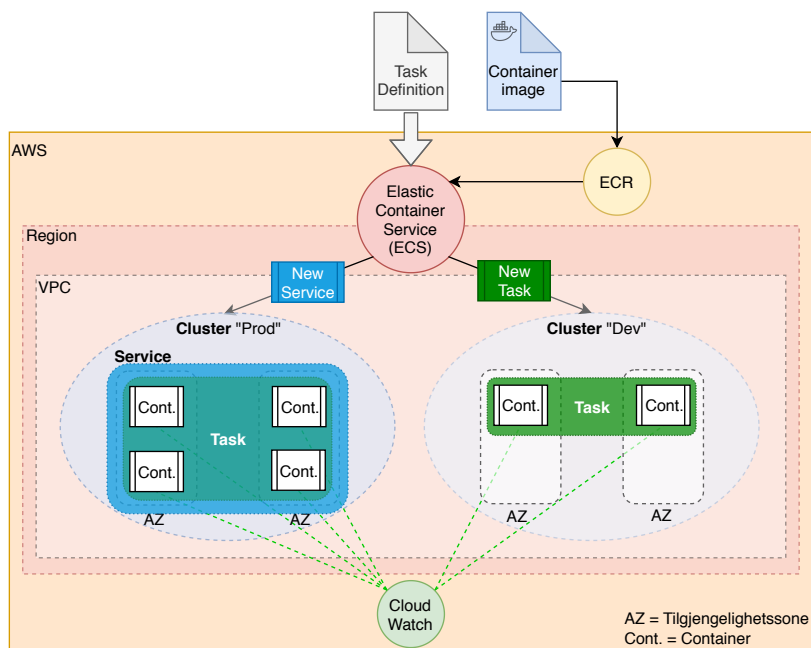 Task
Definition
Container
image
AWS
ECR
Elastic
Container
Service
(ECS)
Region
New
Service
New
Task
VPC
Cluster "Prod"
Cluster "Dev"
Service
Cont.
Cont.
Task
Cont.
Cont.
AZ
AZ
Cont.
Task
Cont.
AZ
AZ
Cloud
Watch
AZ = Tilgjengelighetssone
Cont. = Container